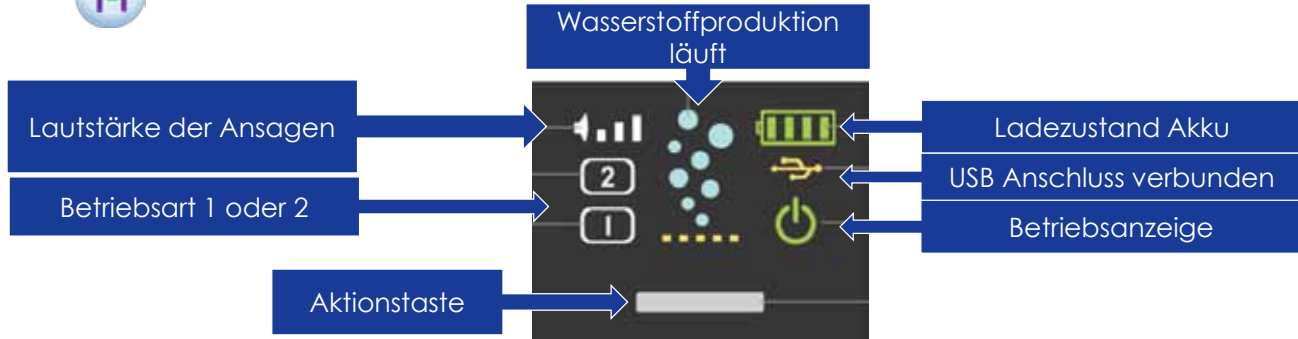 Wasserstoffproduktion
läuft
Lautstärke der Ansagen
Ladezustand Akku
2
USB Anschluss verbunden
Betriebsart 1 oder 2
I
Betriebsanzeige
Aktionstaste